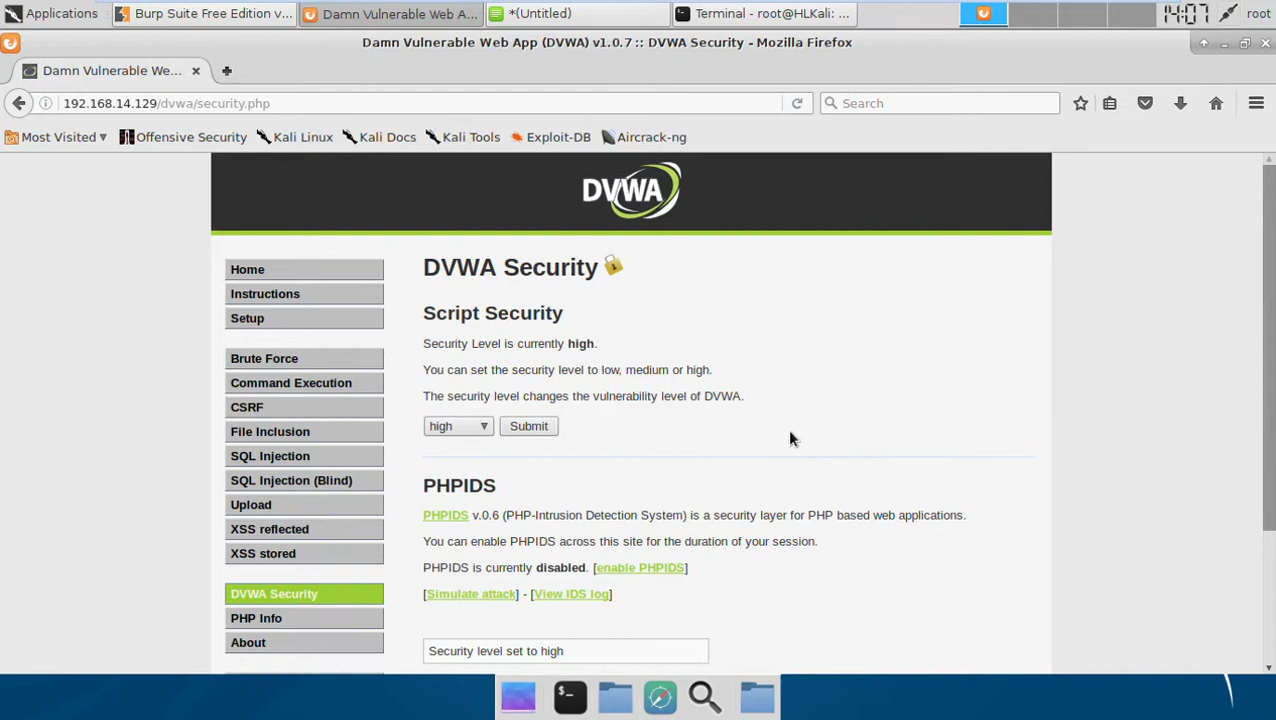 Applications
Burp Suite Free Edition v...
Damn Vulnerable Web A...
*(Untitled)
Terminal - root@HLKali: ...
14:07
root
Damn Vulnerable Web App (DVWA) v1.0.7 :: DVWA Security - Mozilla Firefox
Damn Vulnerable We...
192.168.14.129/dvwa/security.php
Search
Most Visited
Offensive Security
Kali Linux
Kali Docs
Kali Tools
Exploit-DB
Aircrack-ng
DVWA
Home
Instructions
Setup
Brute Force
Command Execution
CSRF
File Inclusion
SQL Injection
SQL Injection (Blind)
Upload
XSS reflected
XSS stored
DVWA Security
PHP Info
About
DVWA Security
Script Security
Security Level is currently high.
You can set the security level to low, medium or high.
The security level changes the vulnerability level of DVWA.
high
Submit
PHPIDS
PHPIDS v.0.6 (PHP-Intrusion Detection System) is a security layer for PHP based web applications.
You can enable PHPIDS across this site for the duration of your session.
PHPIDS is currently disabled. [enable PHPIDS]
[Simulate attack] - [View IDS log]
Security level set to high